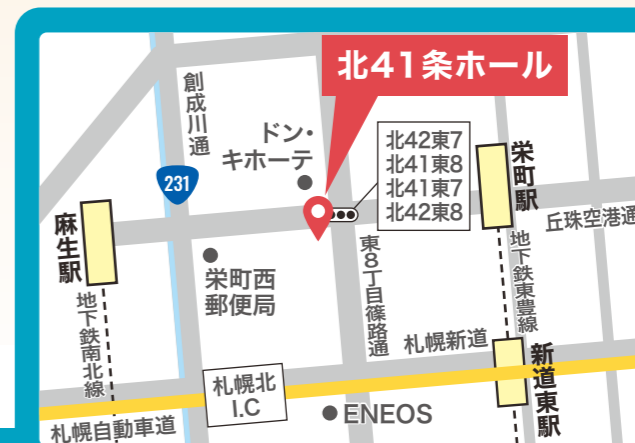 北41条ホール
創成川通
ドン・
キホーテ
北42東7
北41東8
北41東7
北42東8
栄町駅
231
麻生駅
丘珠空港通
栄町西
郵便局
東8丁目篠路通
地下鉄東豊線
地下鉄南北線
札幌新道
新道東駅
札幌北
I.C
ENEOS
札幌自動車道